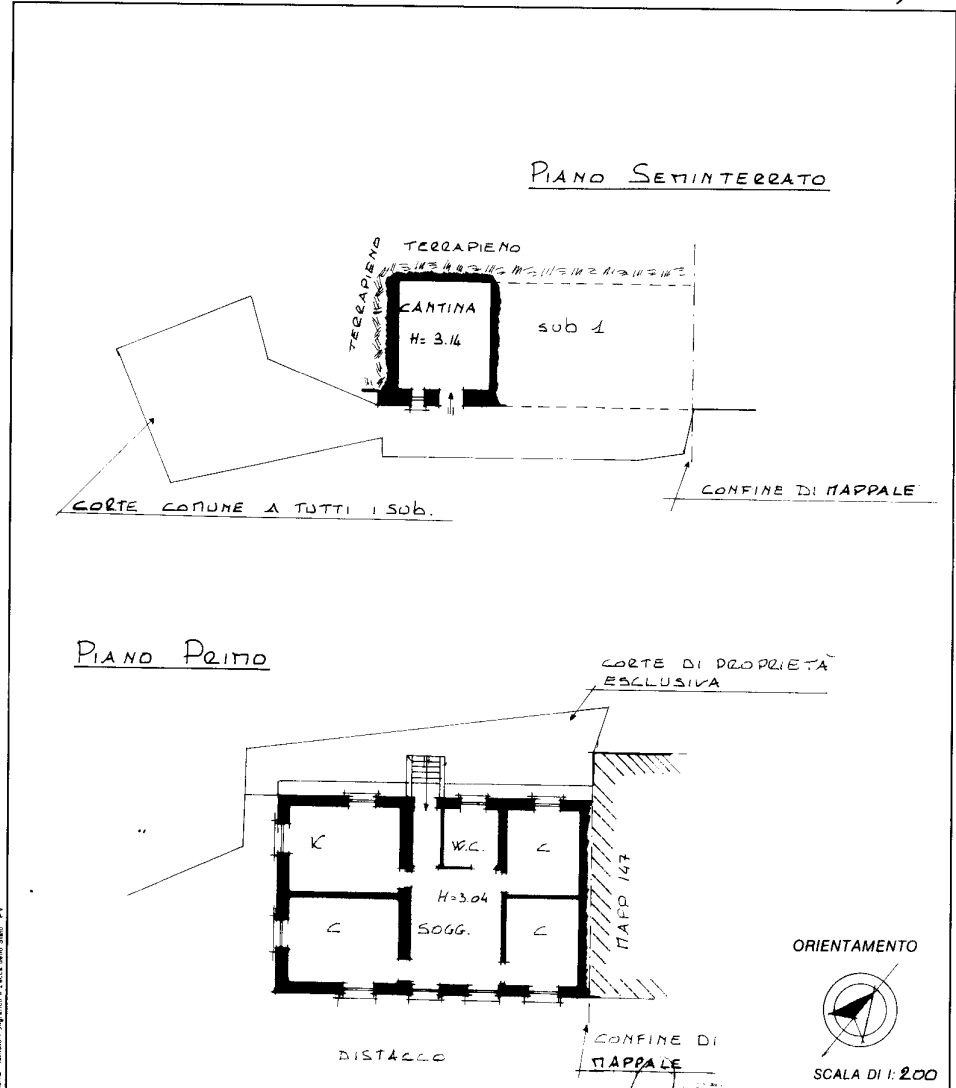 PIANO SEMINTERRATO
TERRAPIENO
TERRAPIENO
CANTINA
H= 3.14
sub 1
CONFINE DI MAPPALE
CORTE COMUNE A TUTTI I SUB.
PIANO PRIMO
CORTE DI PROPRIETÀ
ESCLUSIVA
K
W.C.
C
H=3.04
MAPP 147
C
SOGG.
C
ORIENTAMENTO
DISTACCO
CONFINE DI
MAPPALE
SCALA DI 1: 200